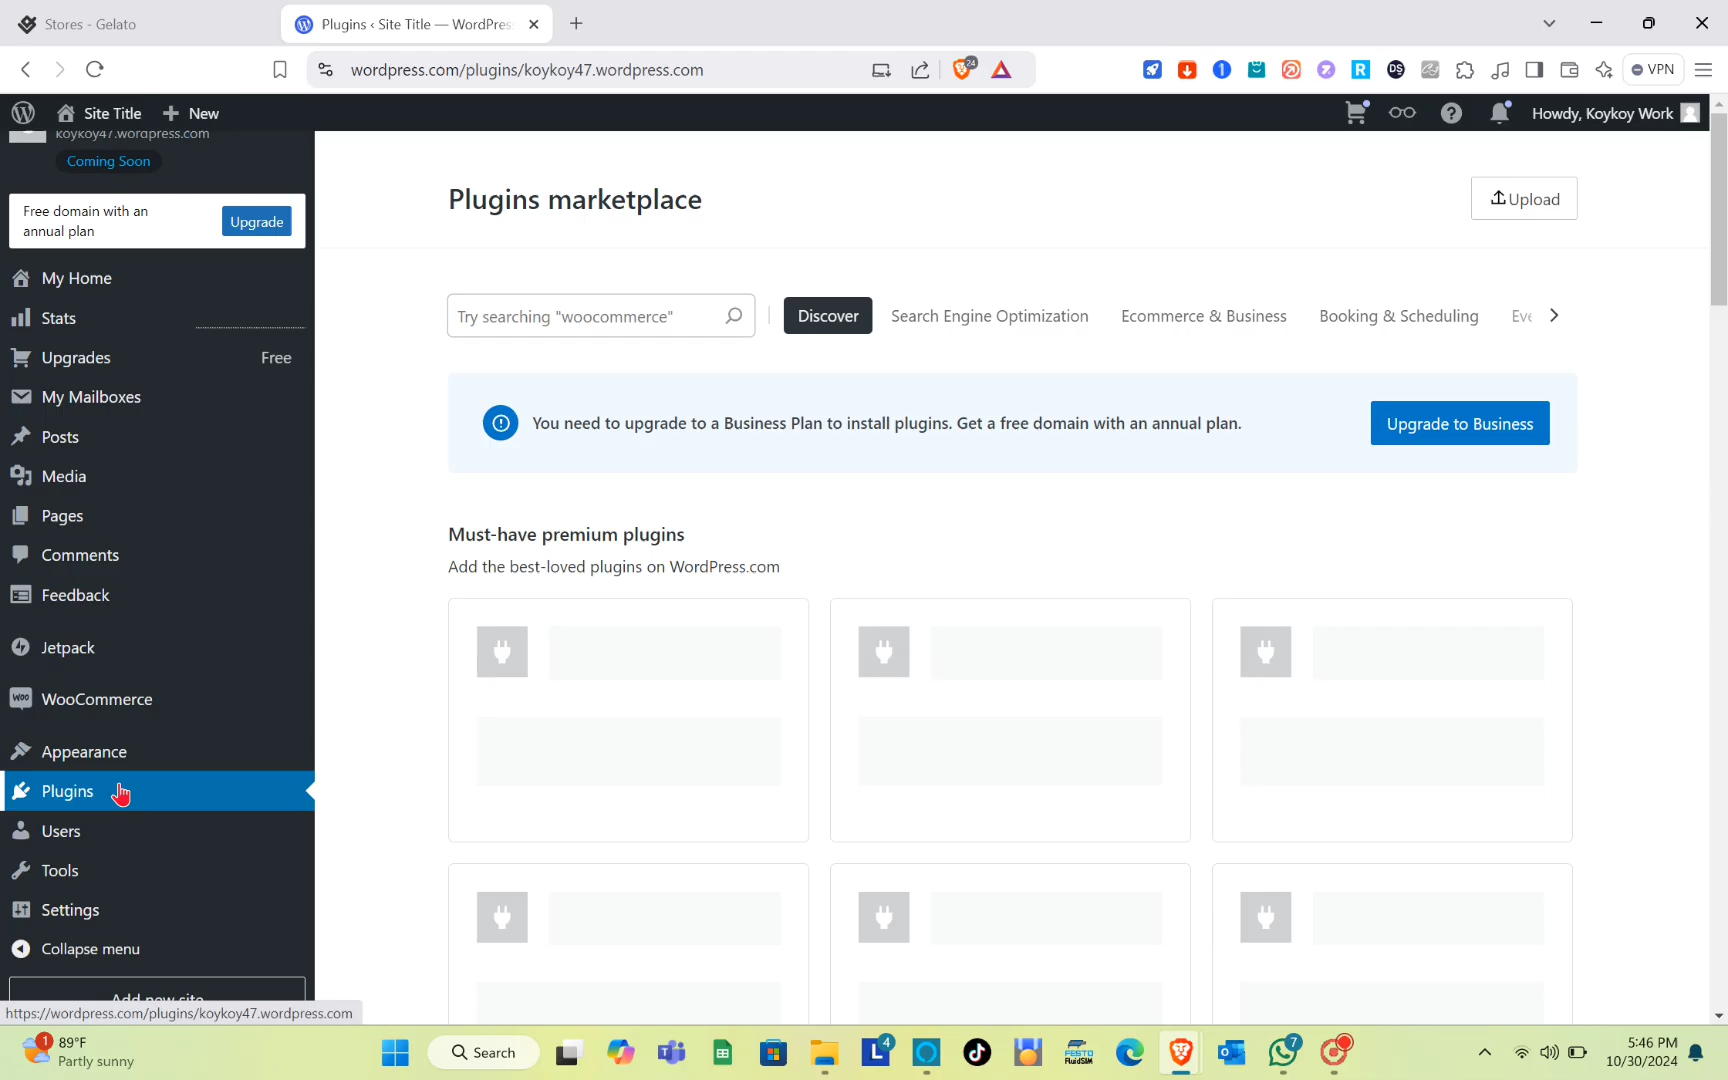 Stores - Gelato
Plugins ‹ Site Title — WordPres
wordpress.com/plugins/koykoy47.wordpress.com
24
VPN
Site Title
New
Howdy, Koykoy Work
koykoy47.wordpress.com
Coming Soon
Free domain with an
annual plan
Upgrade
My Home
Stats
Upgrades
Free
My Mailboxes
Posts
Media
Pages
Comments
Feedback
Jetpack
WooCommerce
Appearance
Plugins
Users
Tools
Settings
Collapse menu
Add new site
https://wordpress.com/plugins/koykoy47.wordpress.com
Plugins marketplace
Upload
Try searching "woocommerce"
Discover
Search Engine Optimization
Ecommerce & Business
Booking & Scheduling
Eve
You need to upgrade to a Business Plan to install plugins. Get a free domain with an annual plan.
Upgrade to Business
Must-have premium plugins
Add the best-loved plugins on WordPress.com
1
89°F
Partly sunny
Search
4
FESTO
FluidSIM
7
5:46 PM
10/30/2024